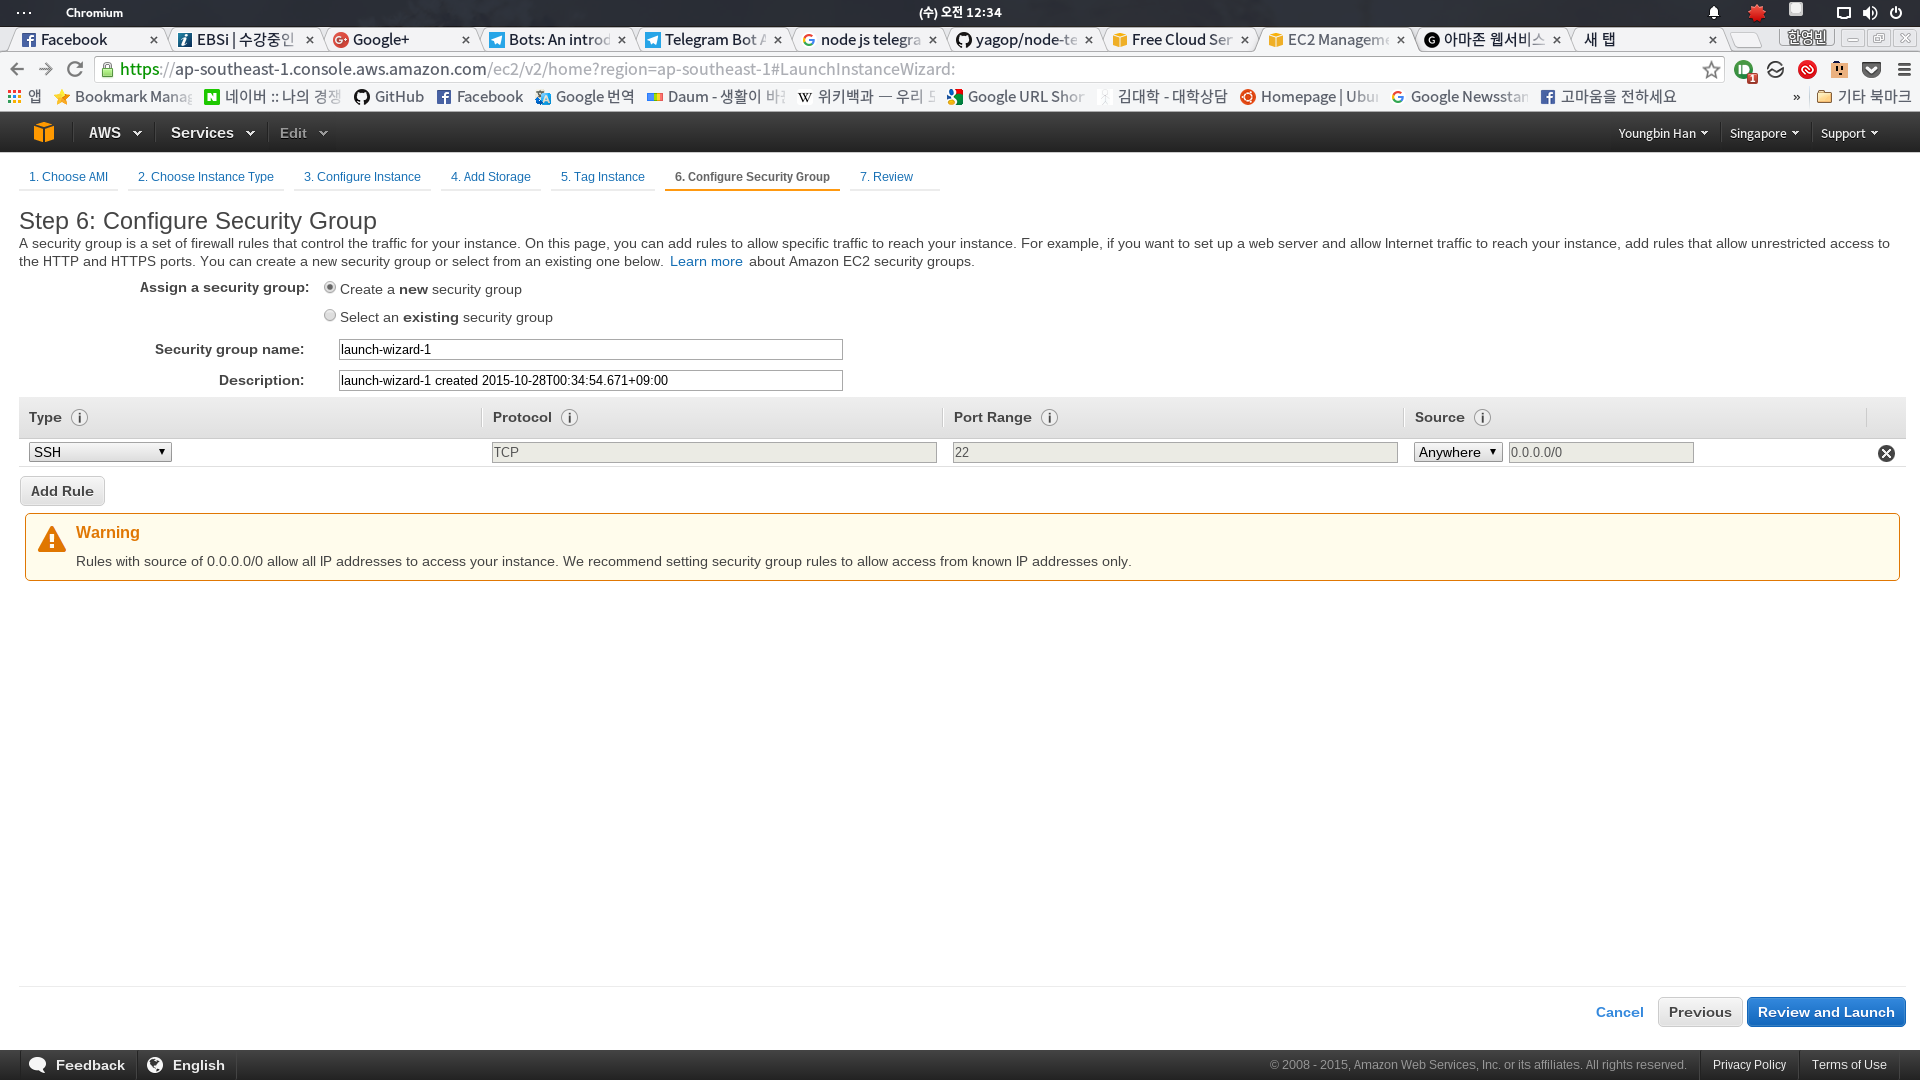 Chromium
(수) 오전 12:34
Facebook
EBSi | 수강중인
Google+
Bots: An introd
Telegram Bot A
node js telegra
yagop/node-te
Free Cloud Ser
EC2 Manageme
아마존 웹서비스
새 탭
한영빈
https://ap-southeast-1.console.aws.amazon.com/ec2/v2/home?region=ap-southeast-1#LaunchInstanceWizard:
1
앱
Bookmark Manag
네이버 :: 나의 경쟁
GitHub
Facebook
Google 번역
Daum - 생활이 바
위키백과 — 우리
Google URL Shor
김대학 - 대학상담
Homepage | Ubu
Google Newsstan
고마움을 전하세요
»
기타 북마크
AWS
Services
Edit
Youngbin Han
Singapore
Support
1. Choose AMI
2. Choose Instance Type
3. Configure Instance
4. Add Storage
5. Tag Instance
6. Configure Security Group
7. Review
Step 6: Configure Security Group
A security group is a set of firewall rules that control the traffic for your instance. On this page, you can add rules to allow specific traffic to reach your instance. For example, if you want to set up a web server and allow Internet traffic to reach your instance, add rules that allow unrestricted access to
the HTTP and HTTPS ports. You can create a new security group or select from an existing one below. Learn more about Amazon EC2 security groups.
Assign a security group:
Create a new security group
Select an existing security group
Security group name:
launch-wizard-1
Description:
launch-wizard-1 created 2015-10-28T00:34:54.671+09:00
Type
Protocol
Port Range
Source
SSH
TCP
22
Anywhere
0.0.0.0/0
Add Rule
Warning
Rules with source of 0.0.0.0/0 allow all IP addresses to access your instance. We recommend setting security group rules to allow access from known IP addresses only.
Cancel
Previous
Review and Launch
Feedback
English
© 2008 - 2015, Amazon Web Services, Inc. or its affiliates. All rights reserved.
Privacy Policy
Terms of Use